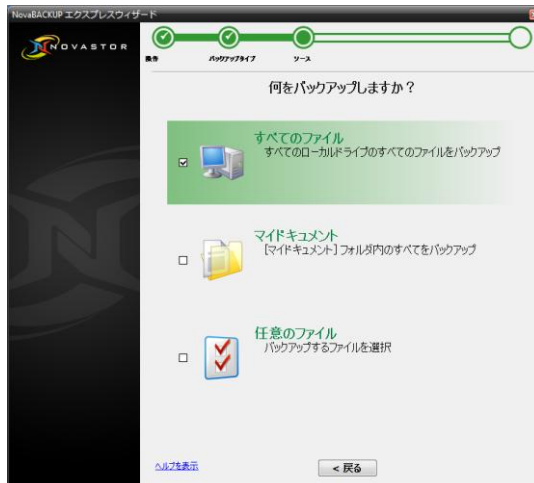 NovaBACKUP エクスプレスウィザード
NOVASTOR
操作
バックアップタイプ
ソース
何をバックアップしますか？
すべてのファイル
すべてのローカルドライブのすべてのファイルをバックアップ
マイドキュメント
[マイドキュメント] フォルダ内のすべてをバックアップ
任意のファイル
バックアップするファイルを選択
ヘルプを表示
< 戻る